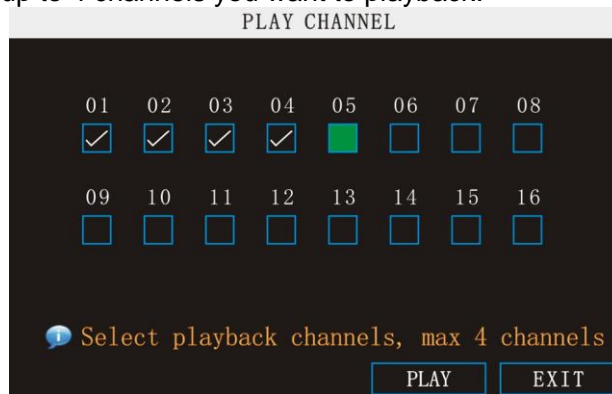 up to 4 channels you want to playback.
PLAY CHANNEL
01 02 03 04 05 06 07 08
09 10 11 12 13 14 15 16
Select playback channels, max 4 channels
PLAY EXIT